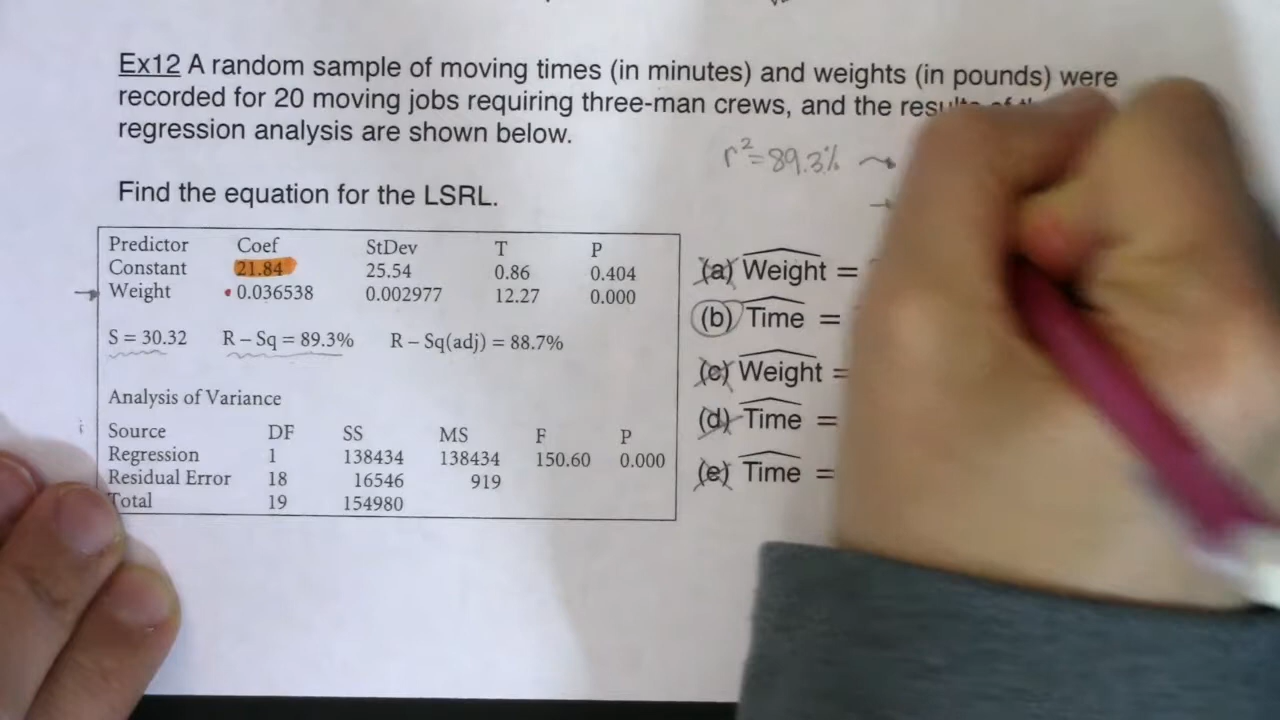 Ex12 A random sample of moving times (in minutes) and weights (in pounds) were
recorded for 20 moving jobs requiring three-man crews, and the
regression analysis are shown below.
r²=89.3%
Find the equation for the LSRL.
Predictor Coef StDev T P
Constant 21.84 25.54 0.86 0.404
Weight 0.036538 0.002977 12.27 0.000
S = 30.32 R – Sq = 89.3% R – Sq(adj) = 88.7%
Analysis of Variance
Source DF SS MS F P
Regression 1 138434 138434 150.60 0.000
Residual Error 18 16546 919
Total 19 154980
(a) Weight =
(b) Time =
(c) Weight =
(d) Time =
(e) Time =